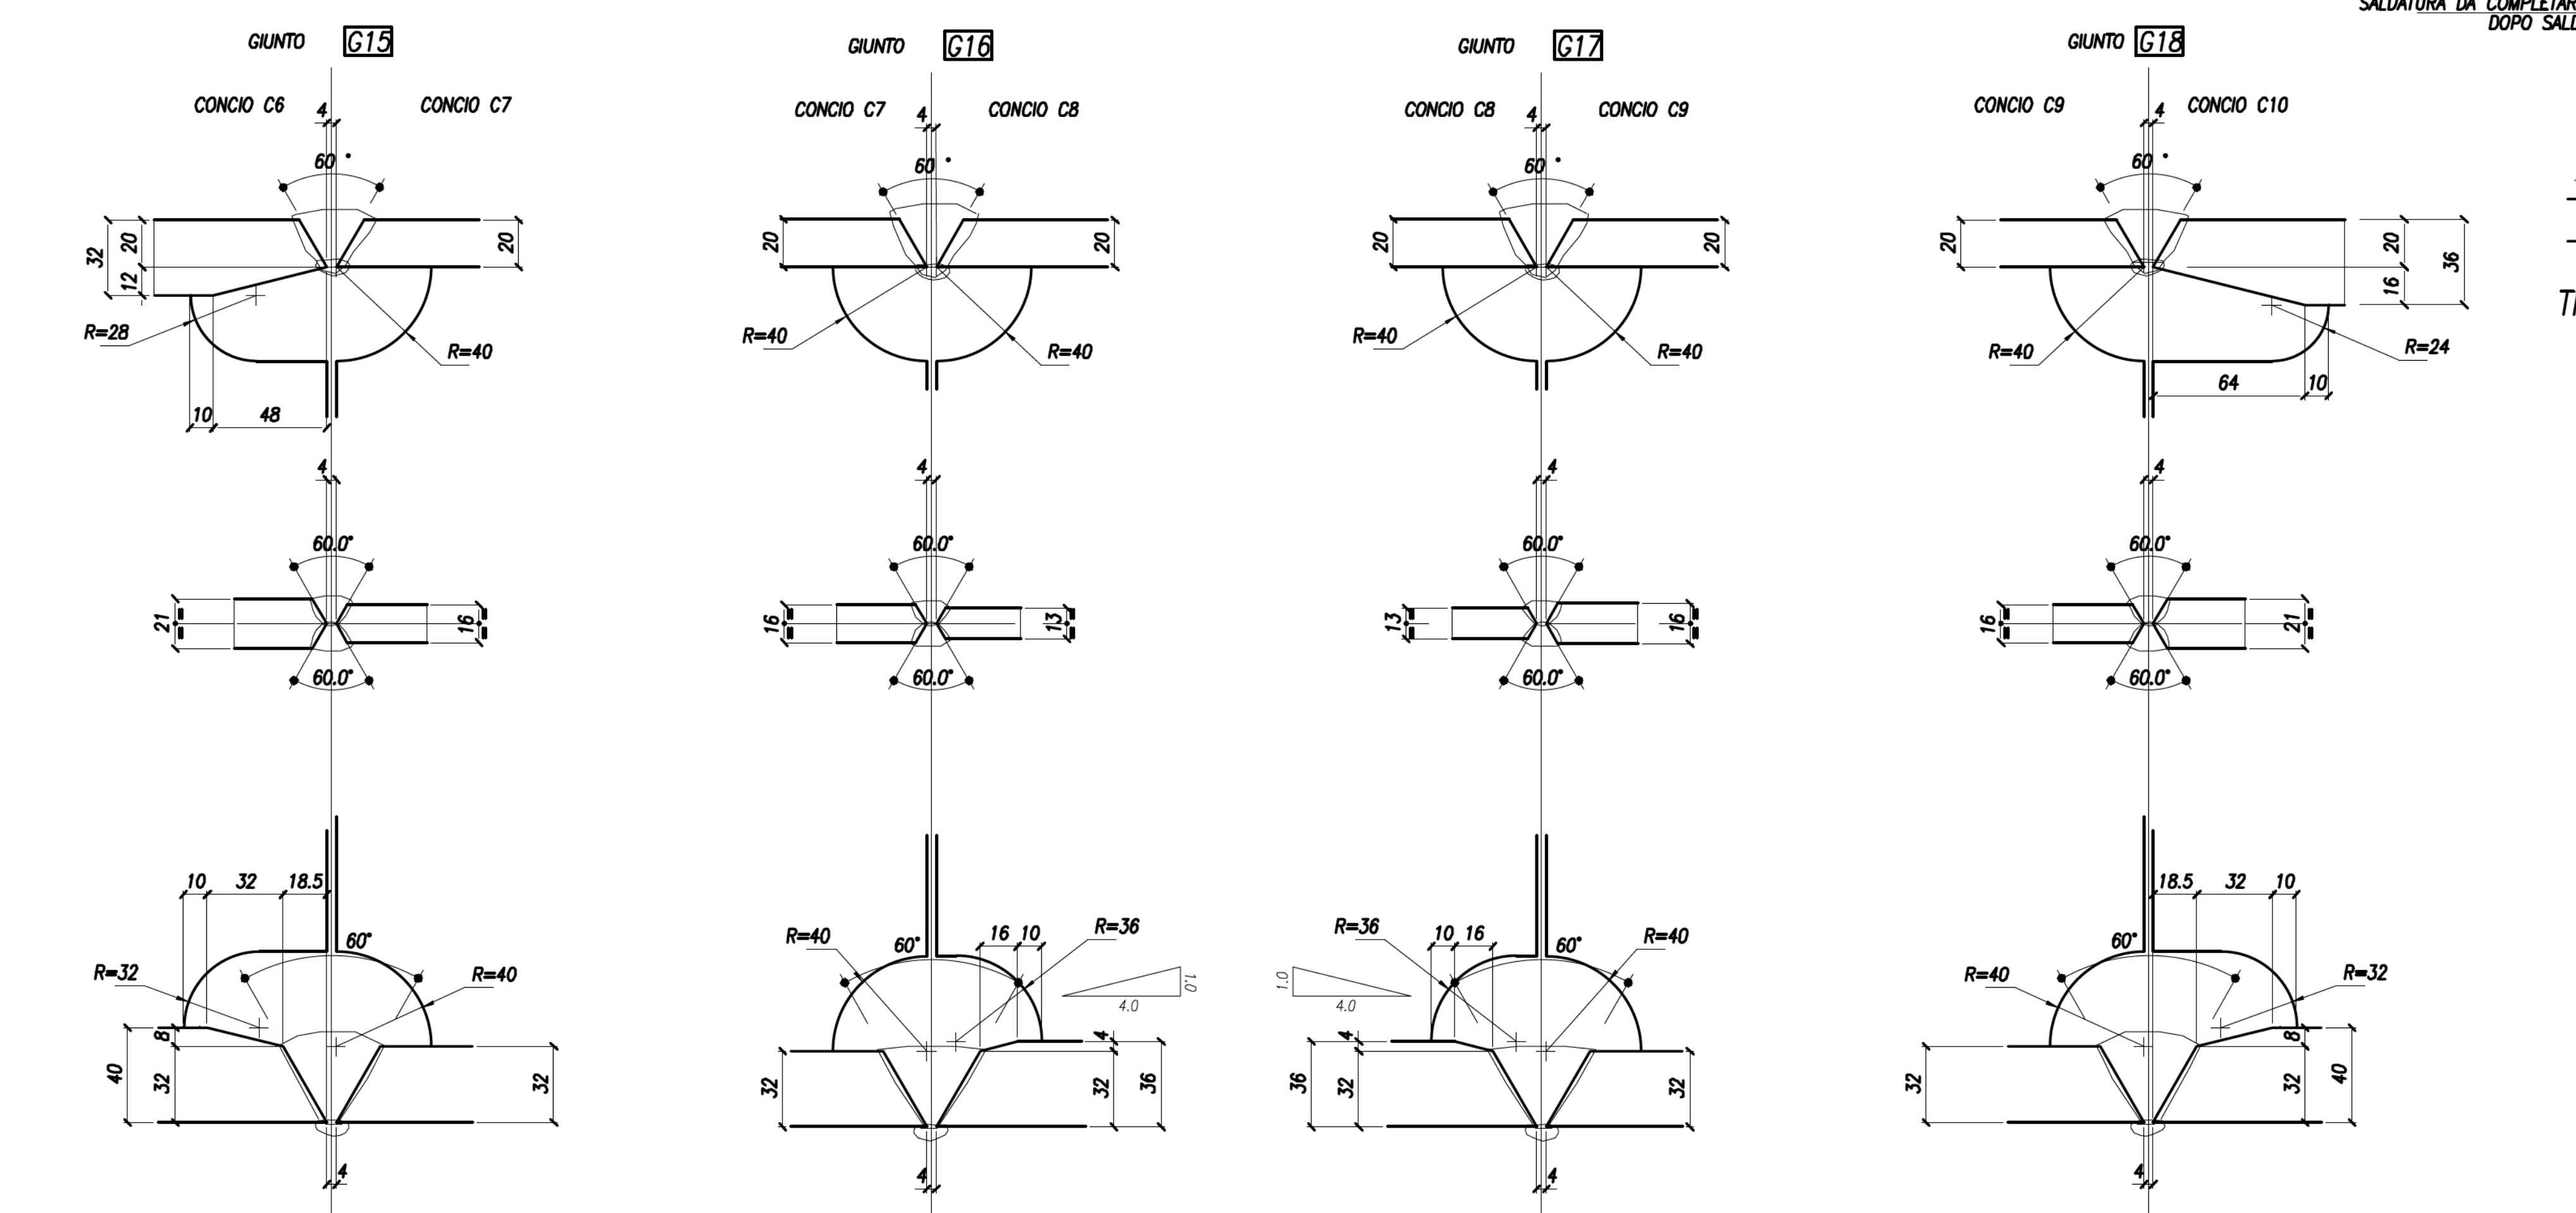 SALDATURA DA COMPLETAR
DOPO SALD
GIUNTO G15
GIUNTO G16
GIUNTO G17
GIUNTO G18
CONCIO C6 4 CONCIO C7
CONCIO C7 4 CONCIO C8
CONCIO C8 4 CONCIO C9
CONCIO C9 4 CONCIO C10
60 °
60 °
60 °
60 °
32 20 12 20
20 20
20 20
20 20 16 36
R=28 R=40
R=40 R=40
R=40 R=40
R=40 R=24
10 48
64 10
4
4
4
4
60.0°
60.0°
60.0°
60.0°
21 16
16 13
13 16
16 21
60.0°
60.0°
60.0°
60.0°
10 32 18.5
18.5 32 10
60°
R=32 R=40
40 8 32 32
4
R=40 60° 16 10 R=36
4.0 1.0
32 4 32 36
4
R=36 10 16 60° R=40
1.0 4.0
36 4 32 32
4
60°
R=40 R=32
32 8 32 40
4